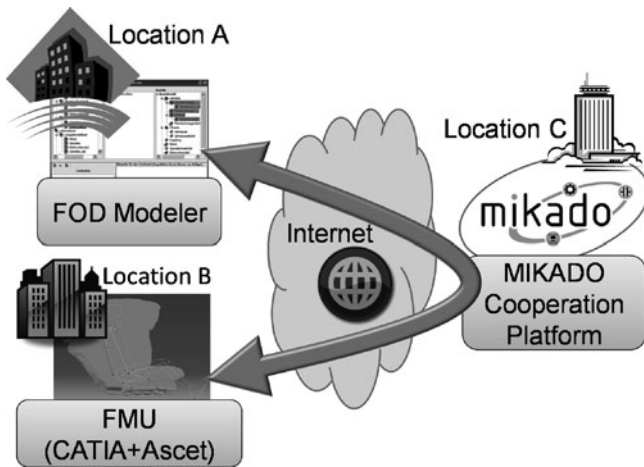 Location A
FOD Modeler
Location B
FMU
(CATIA+Ascet)
Internet
Location C
mikado
MIKADO
Cooperation
Platform